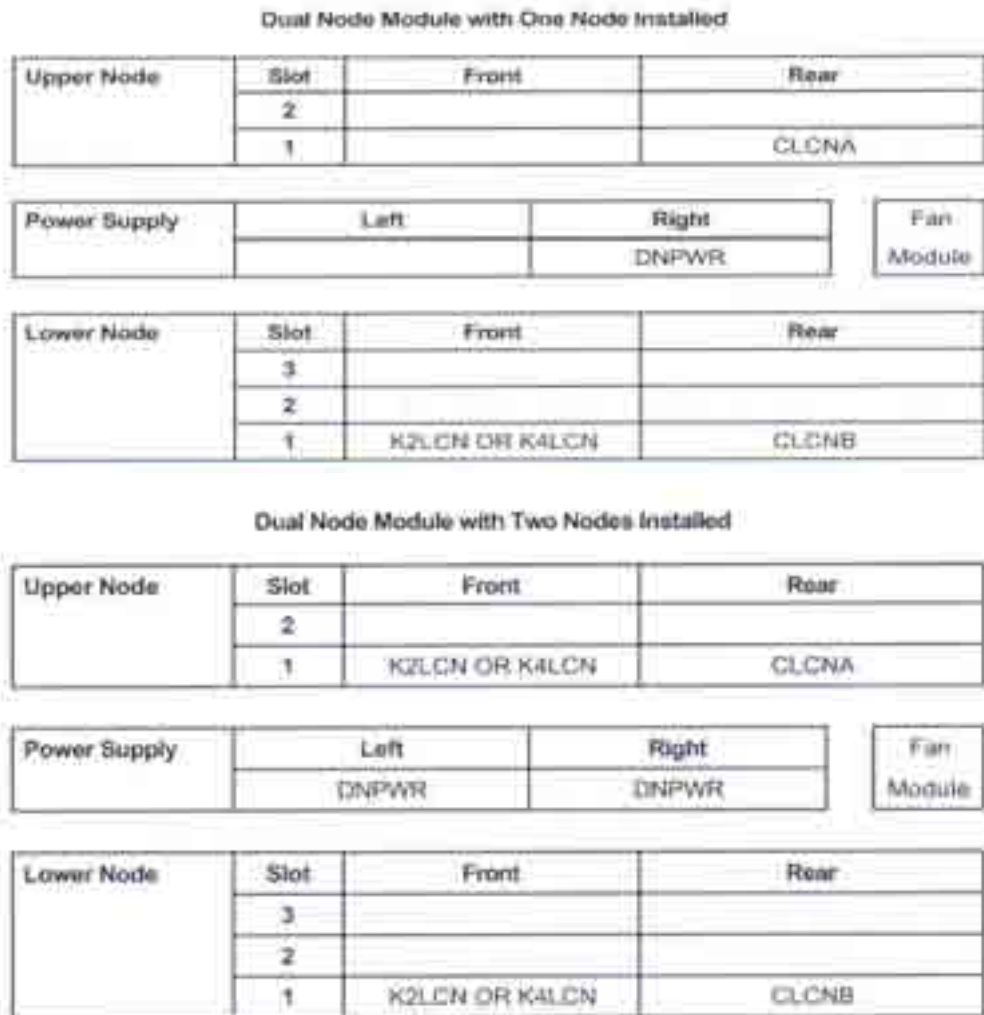 Dual Node Module with One Node Installed
Upper Node Slot Front Rear
2
1 CLCNA
Power Supply Left Right
DNPWR
Fan
Module
Lower Node Slot Front Rear
3
2
1 K2LCN OR K4LCN CLCNB
Dual Node Module with Two Nodes Installed
Upper Node Slot Front Rear
2
1 K2LCN OR K4LCN CLCNA
Power Supply Left Right
DNPWR DNPWR
Fan
Module
Lower Node Slot Front Rear
3
2
1 K2LCN OR K4LCN CLCNB